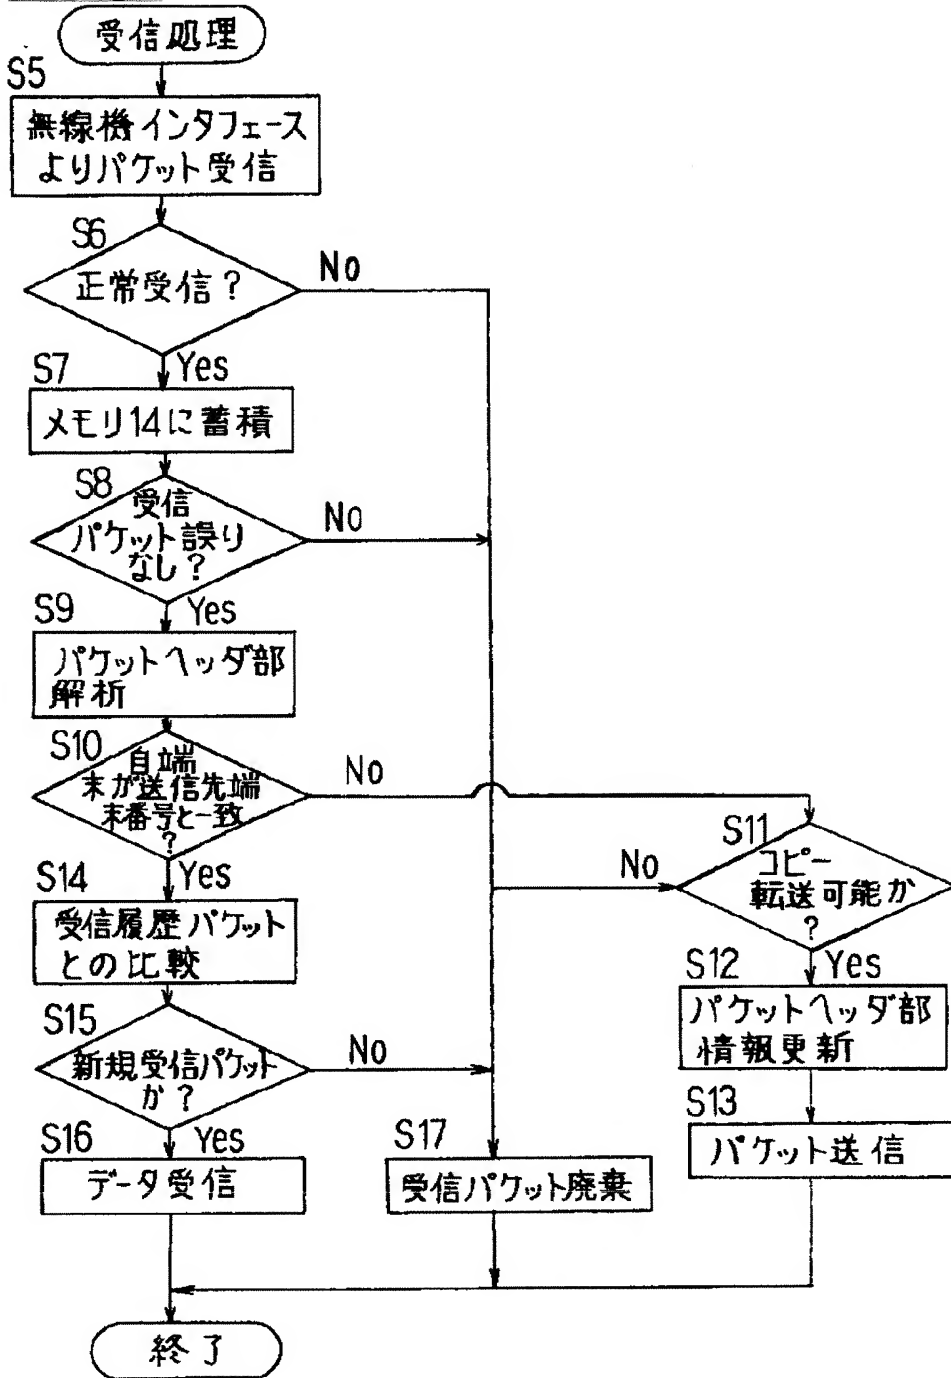 受信処理
S5
無線機インタフェース
よりパケット受信
S6
正常受信?
No
Yes
S7
メモリ14に蓄積
S8
受信
パケット誤り
なし?
No
Yes
S9
パケットヘッダ部
解析
S10
自端
末が送信先端
末番号と一致
?
No
Yes
S11
コピー
転送可能か
?
No
Yes
S12
パケットヘッダ部
情報更新
S13
パケット送信
S14
受信履歴パケット
との比較
S15
新規受信パケット
か?
No
Yes
S16
データ受信
S17
受信パケット廃棄
終了